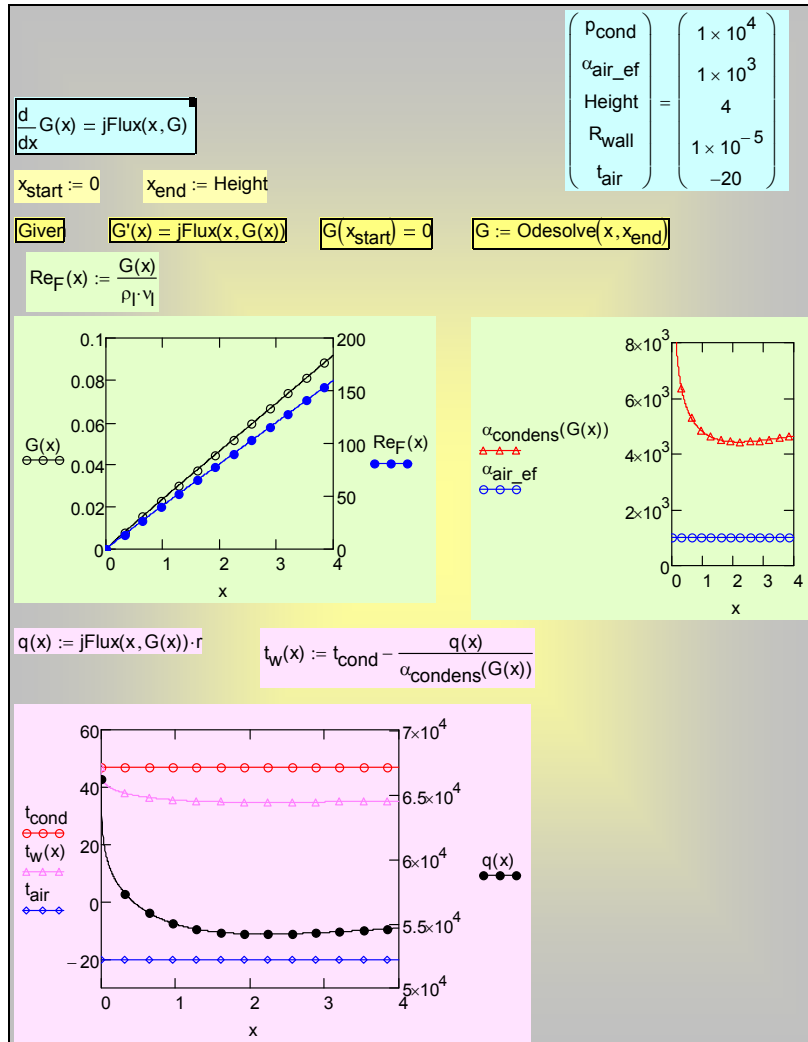 p_cond 1×10^4
α_air_ef 1×10^3
Height = 4
R_wall 1×10^-5
t_air -20
d/dx G(x) = jFlux(x,G)
x_start := 0 x_end := Height
Given G'(x) = jFlux(x,G(x)) G(x_start) = 0 G := Odesolve(x,x_end)
Re_F(x) := G(x)/(ρ_l·ν_l)
0.1
0.08
0.06
0.04
0.02
0
G(x)
0 1 2 3 4
x
200
150
100
50
0
Re_F(x)
8×10^3
6×10^3
4×10^3
2×10^3
0
α_condens(G(x))
α_air_ef
0 1 2 3 4
x
q(x) := jFlux(x,G(x))·r t_w(x) := t_cond - q(x)/α_condens(G(x))
60
40
20
0
-20
t_cond
t_w(x)
t_air
0 1 2 3 4
x
7×10^4
6.5×10^4
6×10^4
5.5×10^4
5×10^4
q(x)